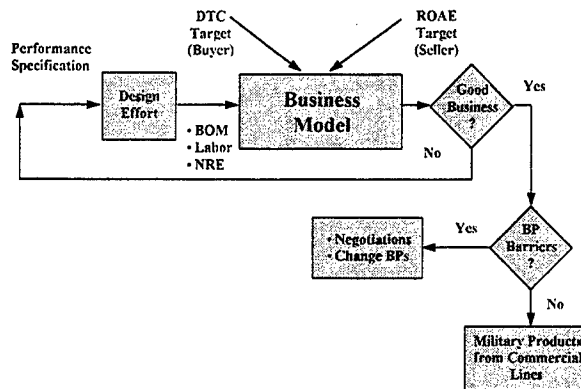 DTC
Target
(Buyer)
ROAE
Target
(Seller)
Performance
Specification
Design
Effort
• BOM
• Labor
• NRE
Business
Model
Good
Business
?
Yes
No
BP
Barriers
?
Yes
• Negotiations
• Change BPs
No
Military Products
from Commercial
Lines